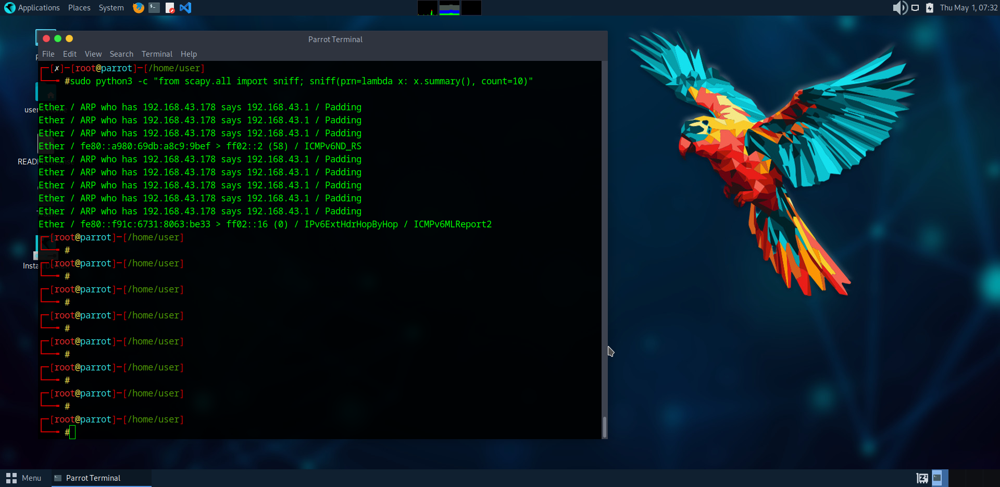 Applications Places System
Thu May 1, 07:32
Parrot Terminal
File Edit View Search Terminal Help
[✗]─[root@parrot]─[/home/user]
#sudo python3 -c "from scapy.all import sniff; sniff(prn=lambda x: x.summary(), count=10)"
Ether / ARP who has 192.168.43.178 says 192.168.43.1 / Padding
Ether / ARP who has 192.168.43.178 says 192.168.43.1 / Padding
Ether / ARP who has 192.168.43.178 says 192.168.43.1 / Padding
Ether / fe80::a980:69db:a8c9:9bef > ff02::2 (58) / ICMPv6ND_RS
Ether / ARP who has 192.168.43.178 says 192.168.43.1 / Padding
Ether / ARP who has 192.168.43.178 says 192.168.43.1 / Padding
Ether / ARP who has 192.168.43.178 says 192.168.43.1 / Padding
Ether / ARP who has 192.168.43.178 says 192.168.43.1 / Padding
Ether / ARP who has 192.168.43.178 says 192.168.43.1 / Padding
Ether / fe80::f91c:6731:8063:be33 > ff02::16 (0) / IPv6ExtHdrHopByHop / ICMPv6MLReport2
[root@parrot]─[/home/user]
#
[root@parrot]─[/home/user]
#
[root@parrot]─[/home/user]
#
[root@parrot]─[/home/user]
#
[root@parrot]─[/home/user]
#
[root@parrot]─[/home/user]
#
[root@parrot]─[/home/user]
#
[root@parrot]─[/home/user]
#
Menu
Parrot Terminal